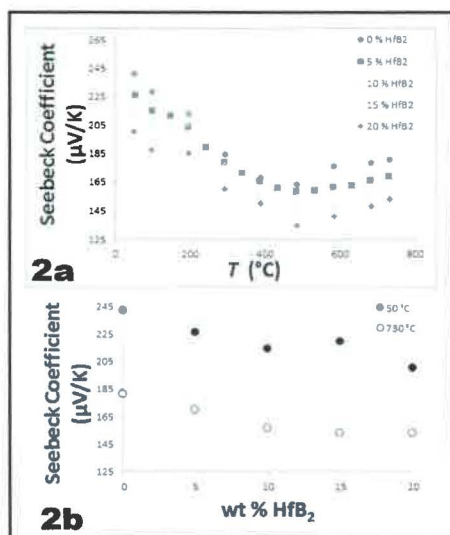 265
245
225
205
185
165
145
125
Seebeck Coefficient
(µV/K)
0 % HfB2
5 % HfB2
10 % HfB2
15 % HfB2
20 % HfB2
0
200
400
600
800
T (°C)
2a
245
225
205
185
165
145
125
Seebeck Coefficient
(µV/K)
50 °C
730 °C
0
5
10
15
20
wt % HfB₂
2b